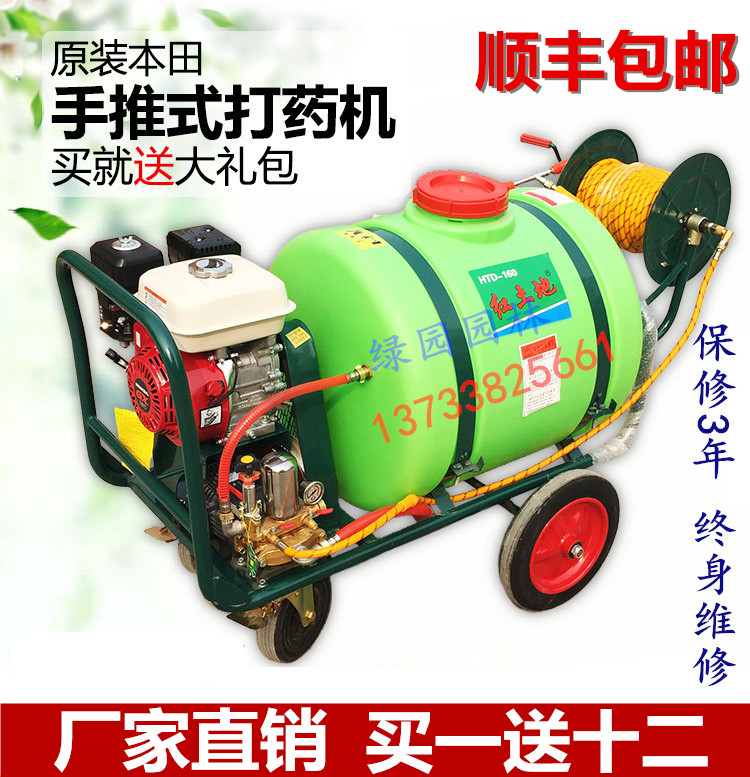 原装本田
手推式打药机
买就送大礼包
顺丰包邮
HTD-160
红土地®
绿园园林
13733825661
保修3年 终身维修
厂家直销 买一送十二